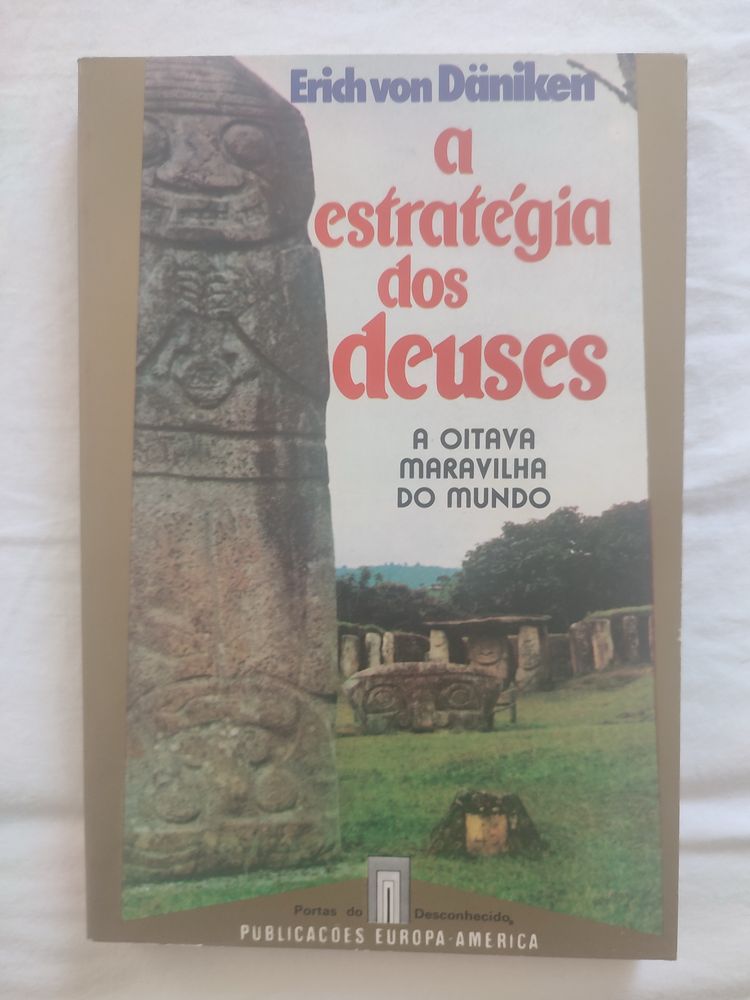 Erich von Däniken
a
estratégia
dos
deuses
A OITAVA
MARAVILHA
DO MUNDO
Portas do Desconhecido
PUBLICACOES EUROPA-AMERICA